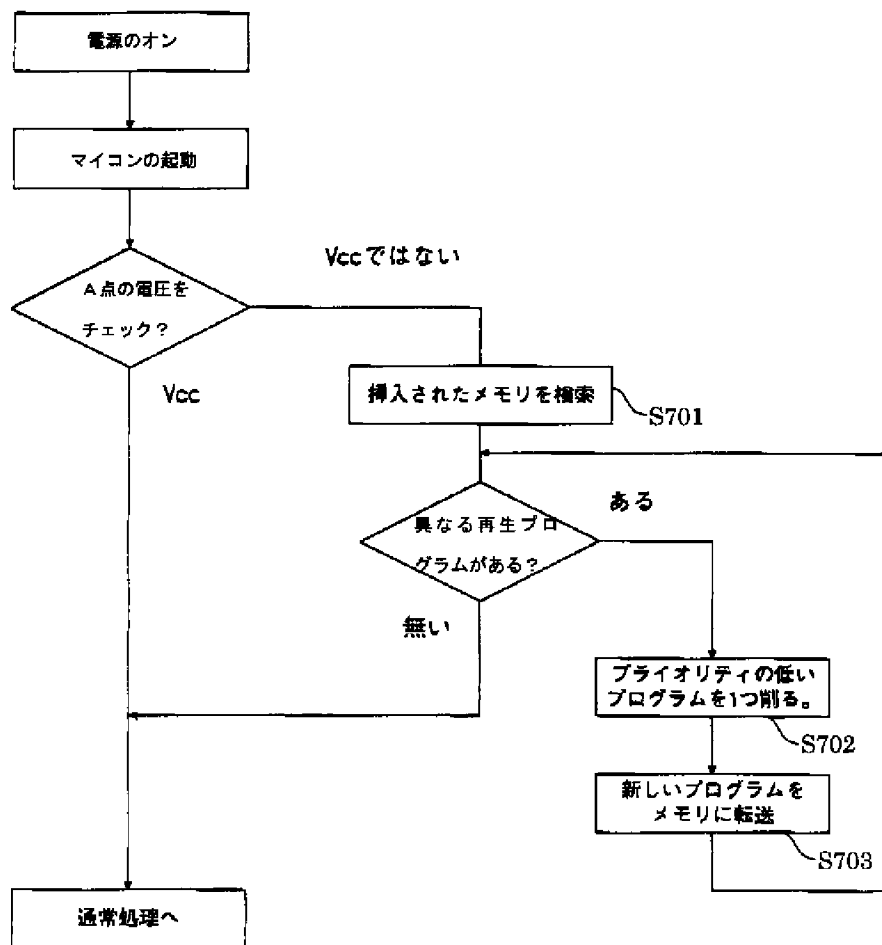 電源のオン
マイコンの起動
Vccではない
A点の電圧を
チェック?
Vcc
挿入されたメモリを検索
S701
ある
異なる再生プロ
グラムがある?
無い
プライオリティの低い
プログラムを1つ削る。
S702
新しいプログラムを
メモリに転送
S703
通常処理へ